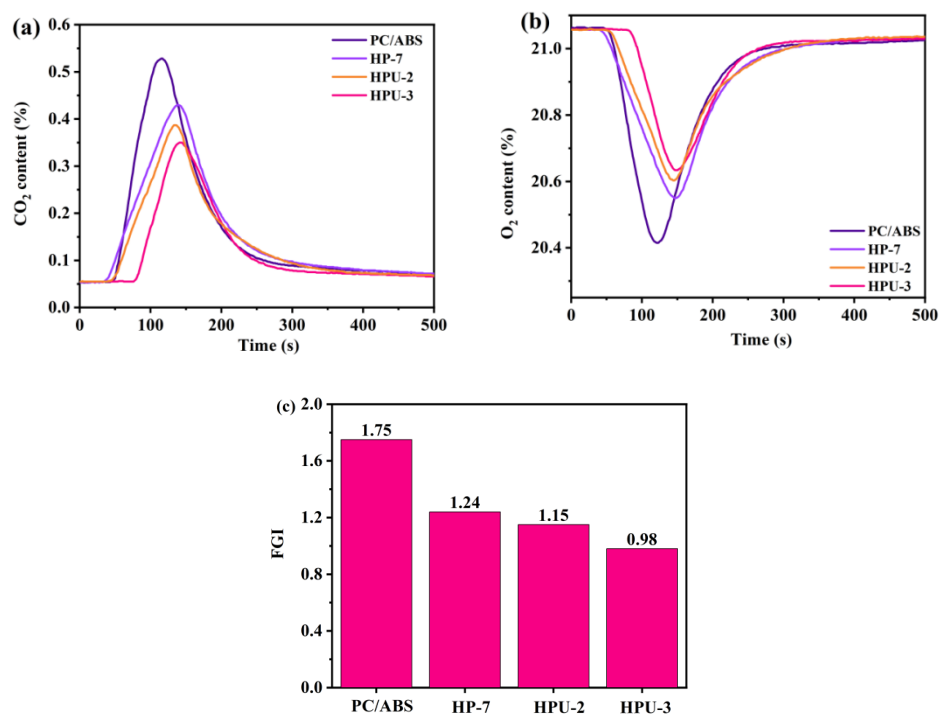 (a)
0.6
0.5
0.4
0.3
0.2
0.1
0.0
CO2 content (%)
PC/ABS
HP-7
HPU-2
HPU-3
0 100 200 300 400 500
Time (s)
(b)
21.0
20.8
20.6
20.4
O2 content (%)
PC/ABS
HP-7
HPU-2
HPU-3
0 100 200 300 400 500
Time (s)
(c)
2.0
1.6
1.2
0.8
0.4
0.0
FGI
1.75
1.24
1.15
0.98
PC/ABS HP-7 HPU-2 HPU-3